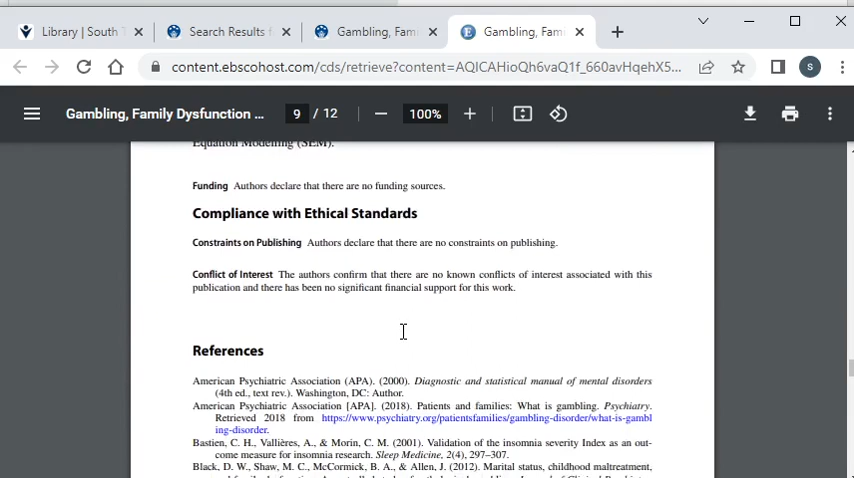 Library | South T
Search Results f
Gambling, Fami
Gambling, Fam
content.ebscohost.com/cds/retrieve?content=AQICAHioQh6vaQ1f_660avHqehX5...
s
Gambling, Family Dysfunction ...
9 / 12
100%
Equation Modelling (SEM).
Funding Authors declare that there are no funding sources.
Compliance with Ethical Standards
Constraints on Publishing Authors declare that there are no constraints on publishing.
Conflict of Interest The authors confirm that there are no known conflicts of interest associated with this
publication and there has been no significant financial support for this work.
References
American Psychiatric Association (APA). (2000). Diagnostic and statistical manual of mental disorders
(4th ed., text rev.). Washington, DC: Author.
American Psychiatric Association [APA]. (2018). Patients and families: What is gambling. Psychiatry.
Retrieved 2018 from https://www.psychiatry.org/patientsfamilies/gambling-disorder/what-is-gambl
ing-disorder.
Bastien, C. H., Vallières, A., & Morin, C. M. (2001). Validation of the insomnia severity Index as an out-
come measure for insomnia research. Sleep Medicine, 2(4), 297–307.
Black, D. W., Shaw, M. C., McCormick, B. A., & Allen, J. (2012). Marital status, childhood maltreatment,